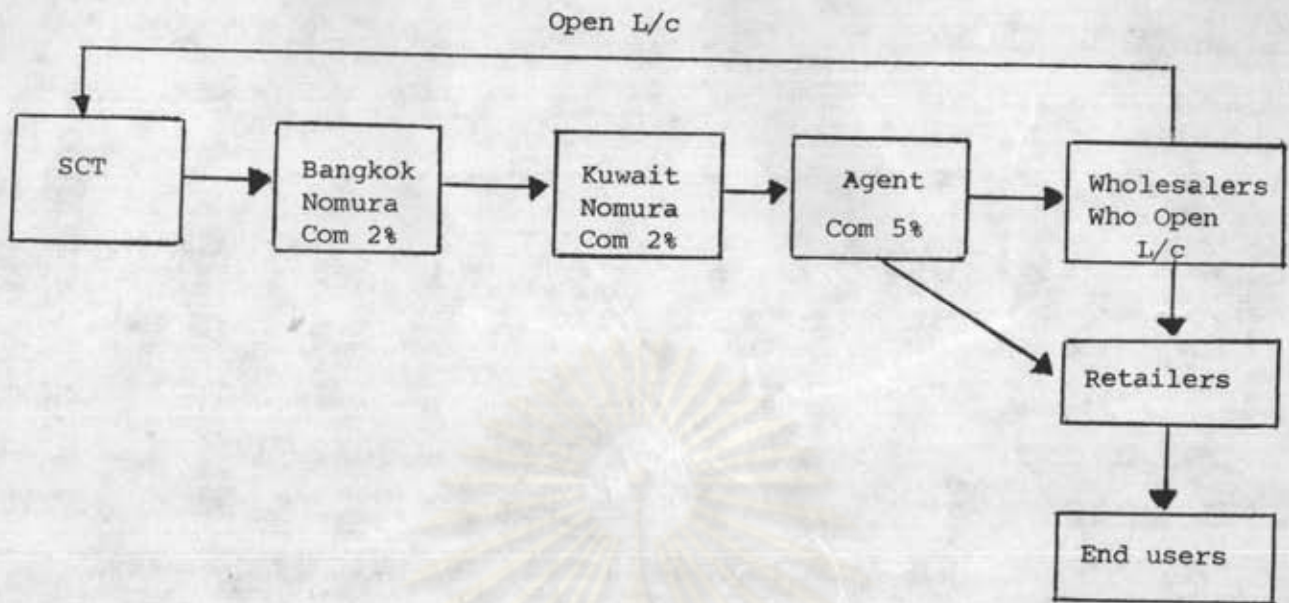 Open L/c
SCT
Bangkok
Nomura
Com 2%
Kuwait
Nomura
Com 2%
Agent
Com 5%
Wholesalers
Who Open
L/c
Retailers
End users